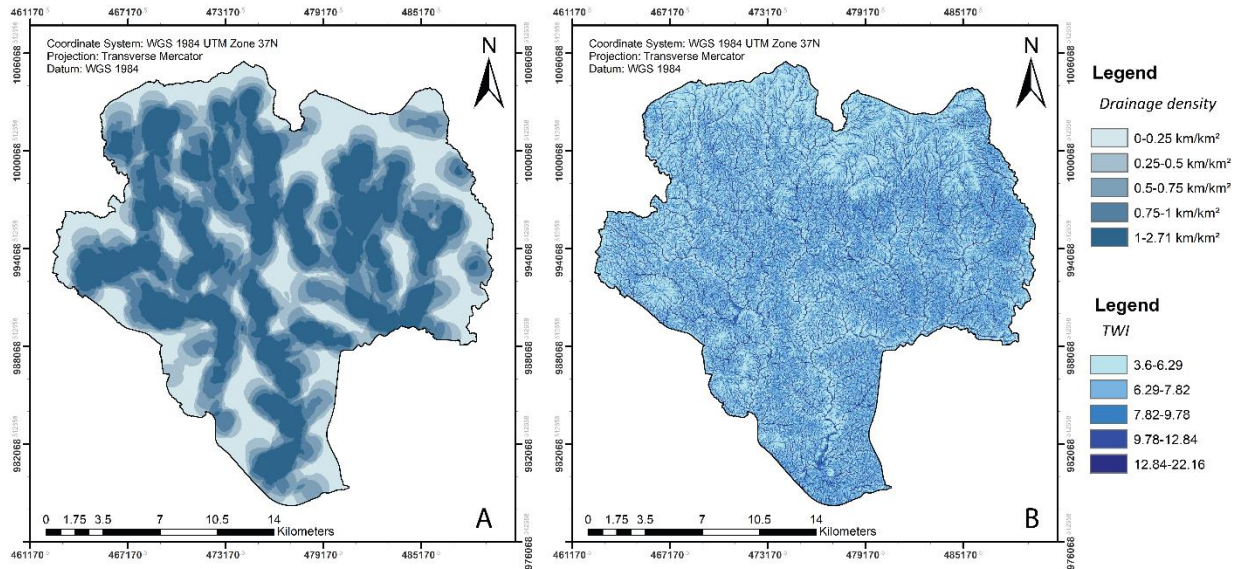 461170 467170 473170 479170 485170
461170 467170 473170 479170 485170
Coordinate System: WGS 1984 UTM Zone 37N
Projection: Transverse Mercator
Datum: WGS 1984
N
Coordinate System: WGS 1984 UTM Zone 37N
Projection: Transverse Mercator
Datum: WGS 1984
N
1006068
1000068
994068
988068
982068
976068
1006068
1000068
994068
988068
982068
976068
0 1.75 3.5 7 10.5 14
Kilometers
A
0 1.75 3.5 7 10.5 14
Kilometers
B
461170 467170 473170 479170 485170
461170 467170 473170 479170 485170
Legend
Drainage density
0-0.25 km/km²
0.25-0.5 km/km²
0.5-0.75 km/km²
0.75-1 km/km²
1-2.71 km/km²
Legend
TWI
3.6-6.29
6.29-7.82
7.82-9.78
9.78-12.84
12.84-22.16